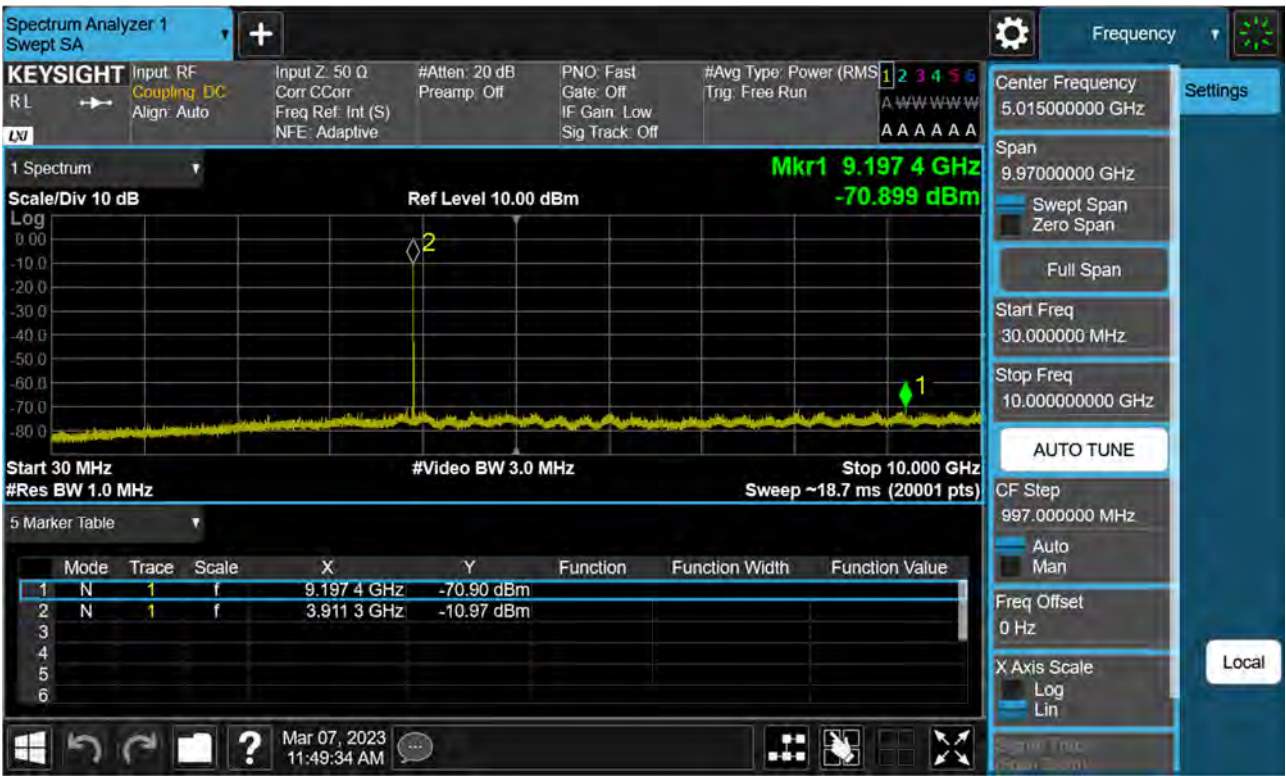 Spectrum Analyzer 1
Swept SA
+
Frequency
KEYSIGHT
R L
LXI
Input: RF
Coupling: DC
Align: Auto
Input Z: 50 Ω
Corr CCorr
Freq Ref: Int (S)
NFE: Adaptive
#Atten: 20 dB
Preamp: Off
PNO: Fast
Gate: Off
IF Gain: Low
Sig Track: Off
#Avg Type: Power (RMS
Trig: Free Run
1 2 3 4 5 6
A W W W W W
A A A A A A
1 Spectrum
Scale/Div 10 dB
Ref Level 10.00 dBm
Mkr1 9.197 4 GHz
-70.899 dBm
Log
0.00
-10.0
-20.0
-30.0
-40.0
-50.0
-60.0
-70.0
-80.0
2
1
Start 30 MHz
#Video BW 3.0 MHz
Stop 10.000 GHz
#Res BW 1.0 MHz
Sweep ~18.7 ms (20001 pts)
5 Marker Table
Mode Trace Scale X Y Function Function Width Function Value
1 N 1 f 9.197 4 GHz -70.90 dBm
2 N 1 f 3.911 3 GHz -10.97 dBm
3
4
5
6
Center Frequency
5.015000000 GHz
Settings
Span
9.97000000 GHz
Swept Span
Zero Span
Full Span
Start Freq
30.000000 MHz
Stop Freq
10.000000000 GHz
AUTO TUNE
CF Step
997.000000 MHz
Auto
Man
Freq Offset
0 Hz
X Axis Scale
Log
Lin
Local
?
Mar 07, 2023
11:49:34 AM